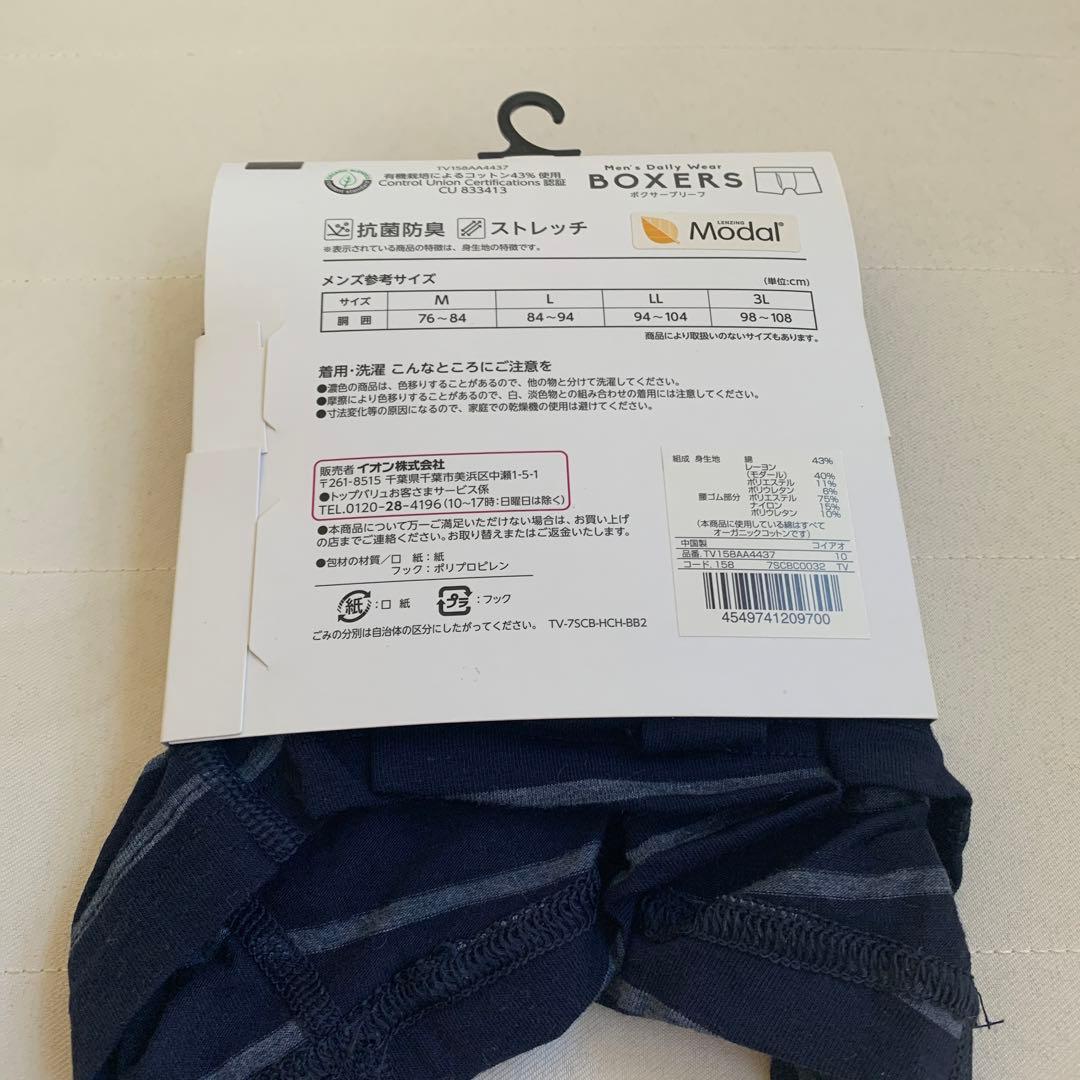 TV158AA4437
有機栽培によるコットン43% 使用
Control Union Certifications 認証
CU 833413
Men's Daily Wear
BOXERS
ボクサーブリーフ
抗菌防臭 ストレッチ
※表示されている商品の特徴は、身生地の特徴です。
LENZING
Modal®
メンズ参考サイズ (単位:cm)
サイズ M L LL 3L
胴囲 76～84 84～94 94～104 98～108
商品により取扱いのないサイズもあります。
着用・洗濯 こんなところにご注意を
●濃色の商品は、色移りすることがあるので、他の物と分けて洗濯してください。
●摩擦により色移りすることがあるので、白、淡色物との組み合わせの着用には注意してください。
●寸法変化等の原因になるので、家庭での乾燥機の使用は避けてください。
販売者 イオン株式会社
〒261-8515 千葉県千葉市美浜区中瀬1-5-1
●トップバリュお客さまサービス係
TEL.0120-28-4196 (10～17時:日曜日は除く)
●本商品について万一ご満足いただけない場合は、お買い上げ
の店までご連絡ください。お取り替えまたはご返金いたします。
●包材の材質/口 紙:紙
フック:ポリプロピレン
紙 :口 紙 プラ :フック
ごみの分別は自治体の区分にしたがってください。 TV-7SCB-HCH-BB2
組成 身生地 綿 43%
レーヨン
(モダール) 40%
ポリエステル 11%
ポリウレタン 6%
腰ゴム部分 ポリエステル 75%
ナイロン 15%
ポリウレタン 10%
(本商品に使用している綿はすべて
オーガニックコットンです)
中国製 コイアオ
品番. TV158AA4437 10
コード. 158 7SCBC0032 TV
4549741209700